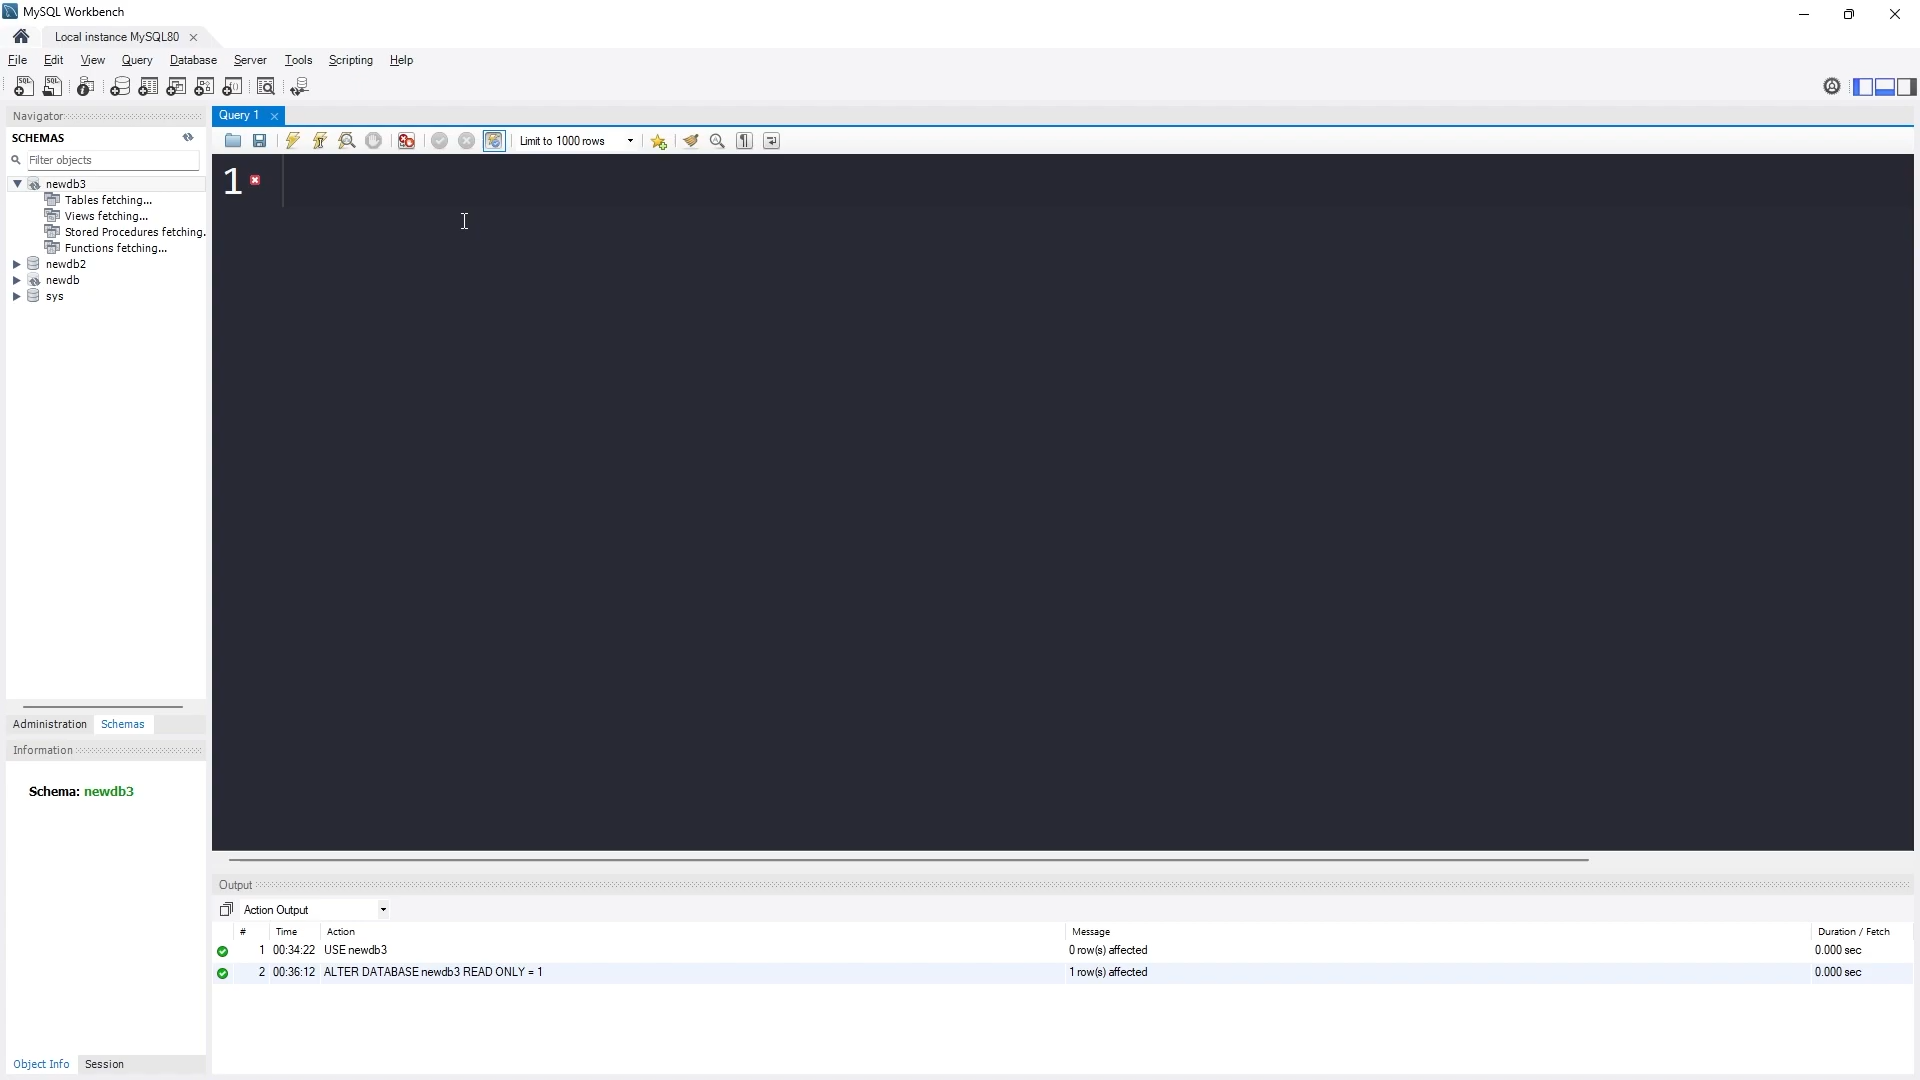 MySQL Workbench
Local instance MySQL80
File Edit View Query Database Server Tools Scripting Help
Navigator
SCHEMAS
Filter objects
newdb3
Tables fetching...
Views fetching...
Stored Procedures fetching.
Functions fetching...
newdb2
newdb
sys
Administration Schemas
Information
Schema: newdb3
Object Info Session
Query 1
Limit to 1000 rows
1
Output
Action Output
# Time Action Message Duration / Fetch
1 00:34:22 USE newdb3 0 row(s) affected 0.000 sec
2 00:36:12 ALTER DATABASE newdb3 READ ONLY = 1 1 row(s) affected 0.000 sec